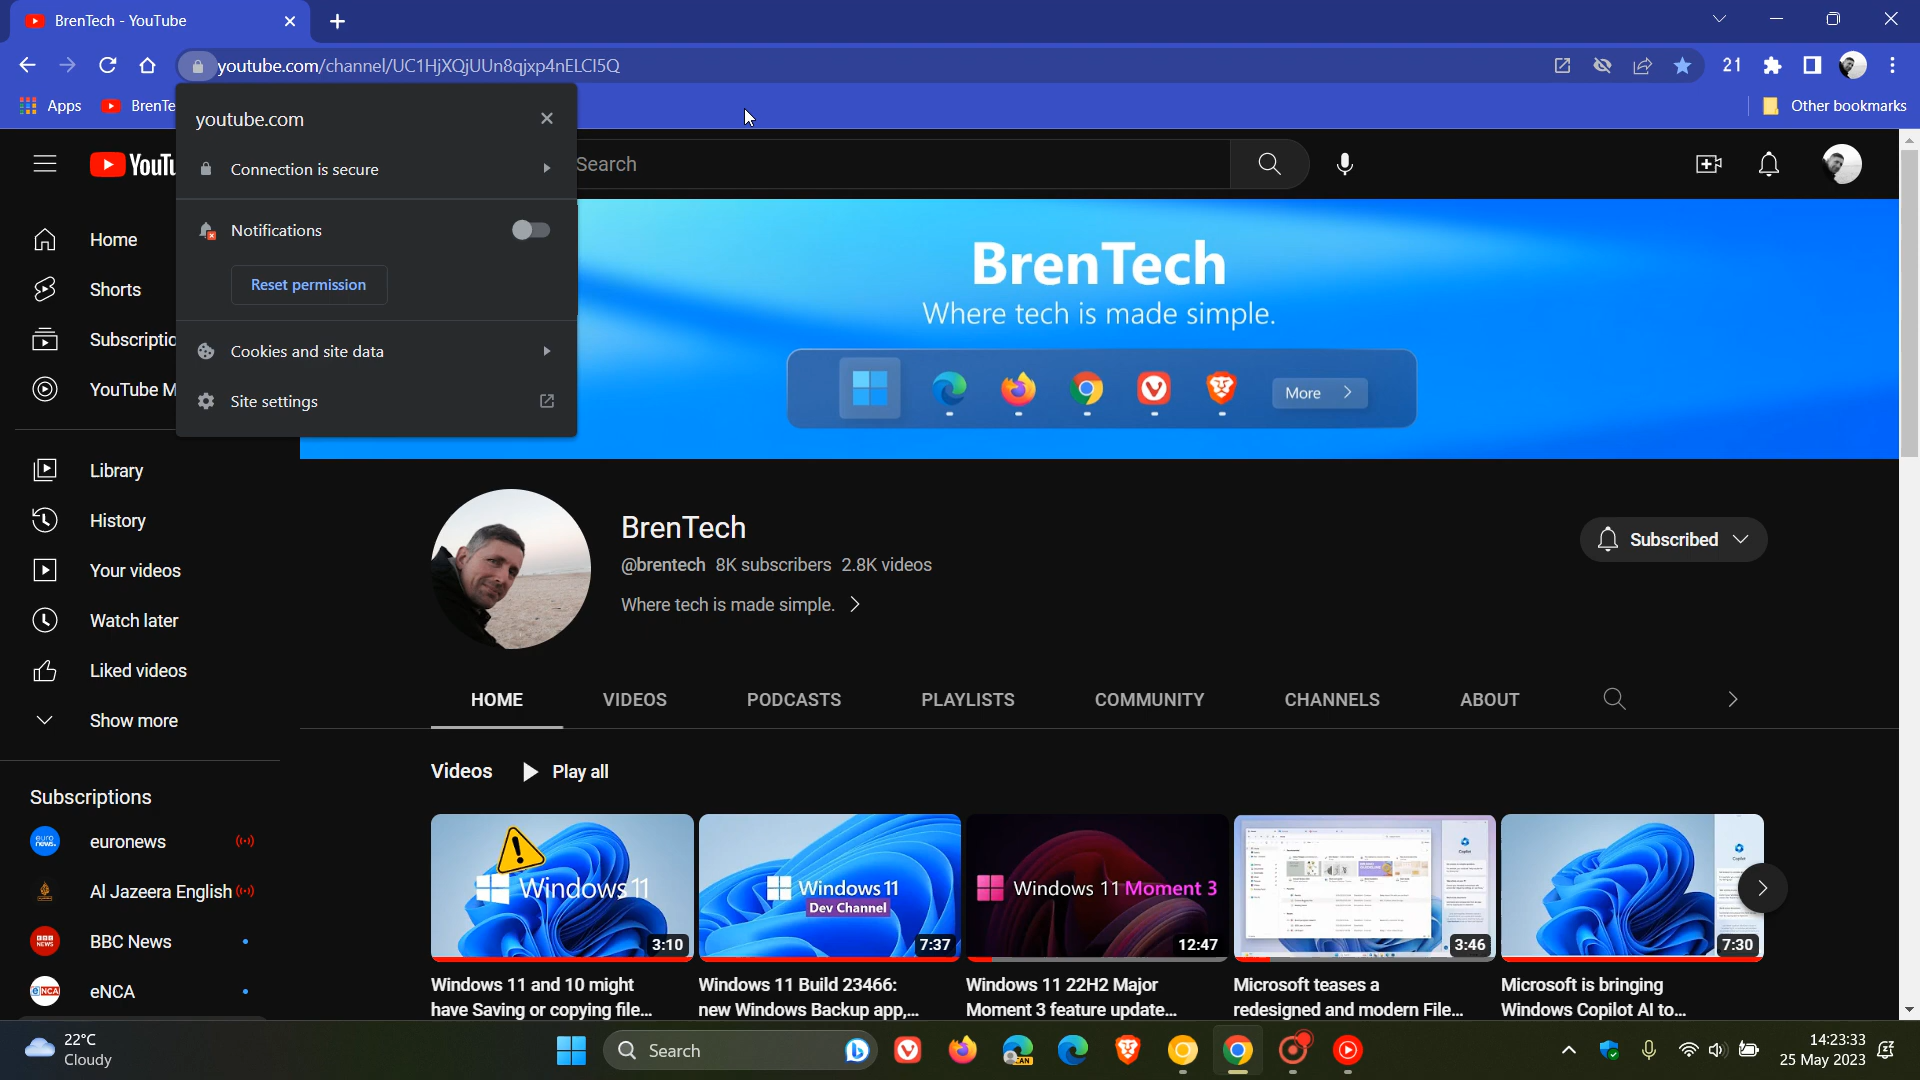 BrenTech - YouTube
youtube.com/channel/UC1HjXQjUUn8qjxp4nELCI5Q
21
Apps
BrenTe
Other bookmarks
youtube.com
Connection is secure
Notifications
Reset permission
Cookies and site data
Site settings
YouTu
Search
Home
Shorts
Subscriptio
YouTube M
Library
History
Your videos
Watch later
Liked videos
Show more
Subscriptions
euronews
Al Jazeera English
BBC News
eNCA
BrenTech
Where tech is made simple.
More
BrenTech
@brentech 8K subscribers 2.8K videos
Where tech is made simple.
Subscribed
HOME VIDEOS PODCASTS PLAYLISTS COMMUNITY CHANNELS ABOUT
Videos Play all
Windows 11
3:10
Windows 11 and 10 might
have Saving or copying file...
Windows 11
Dev Channel
7:37
Windows 11 Build 23466:
new Windows Backup app,...
Windows 11 Moment 3
12:47
Windows 11 22H2 Major
Moment 3 feature update...
Copilot
3:46
Microsoft teases a
redesigned and modern File...
Copilot
7:30
Microsoft is bringing
Windows Copilot AI to...
22°C
Cloudy
Search
CAN
14:23:33
25 May 2023